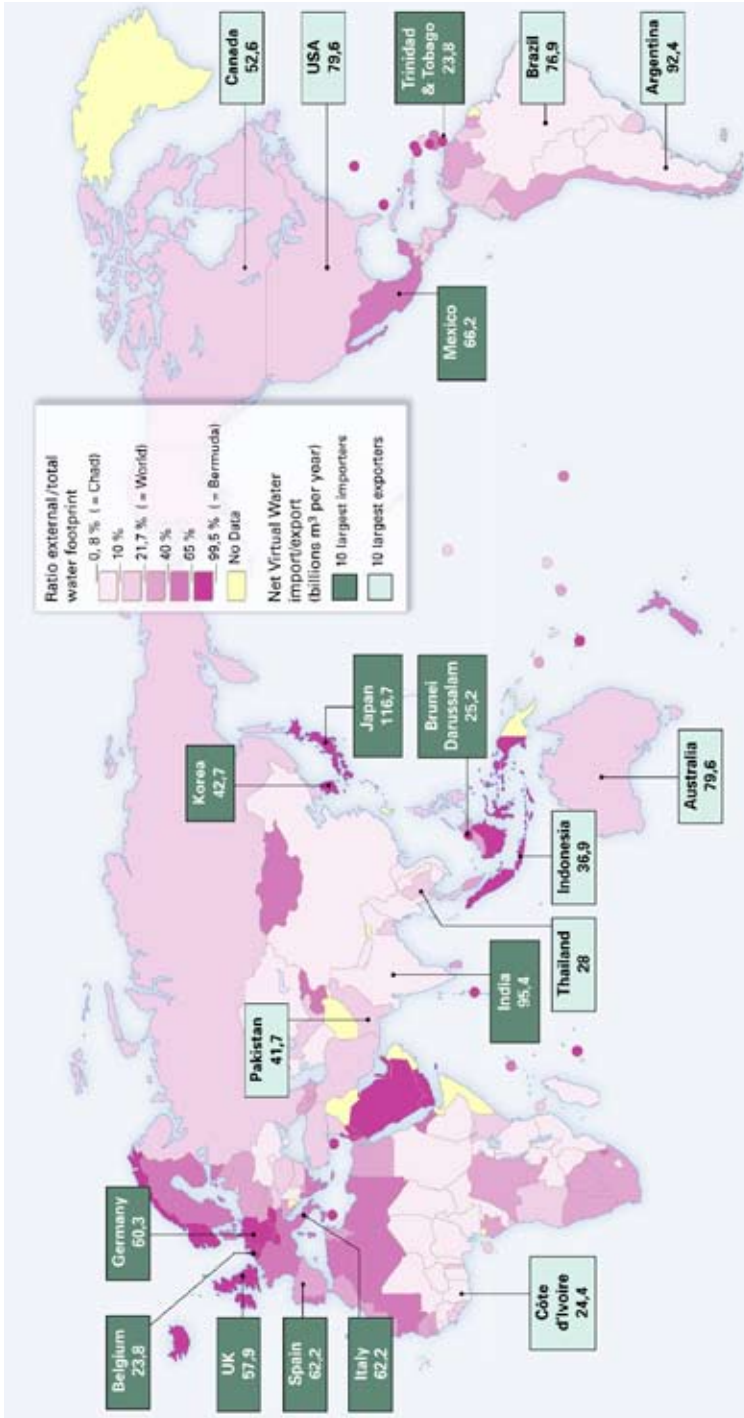 Ratio external/total
water footprint
0,8 % ( = Chad)
10 %
21,7 % ( = World)
40 %
65 %
99,5 % ( = Bermuda)
No Data
Net Virtual Water
import/export
(billions m³ per year)
10 largest importers
10 largest exporters
Belgium
23,8
Germany
60,3
UK
57,9
Spain
62,2
Italy
62,2
Côte
d'Ivoire
24,4
Pakistan
41,7
India
95,4
Thailand
28
Indonesia
36,9
Korea
42,7
Japan
116,7
Brunei
Darussalam
25,2
Australia
79,6
Mexico
66,2
Canada
52,6
USA
79,6
Trinidad
& Tobago
23,8
Brazil
76,9
Argentina
92,4